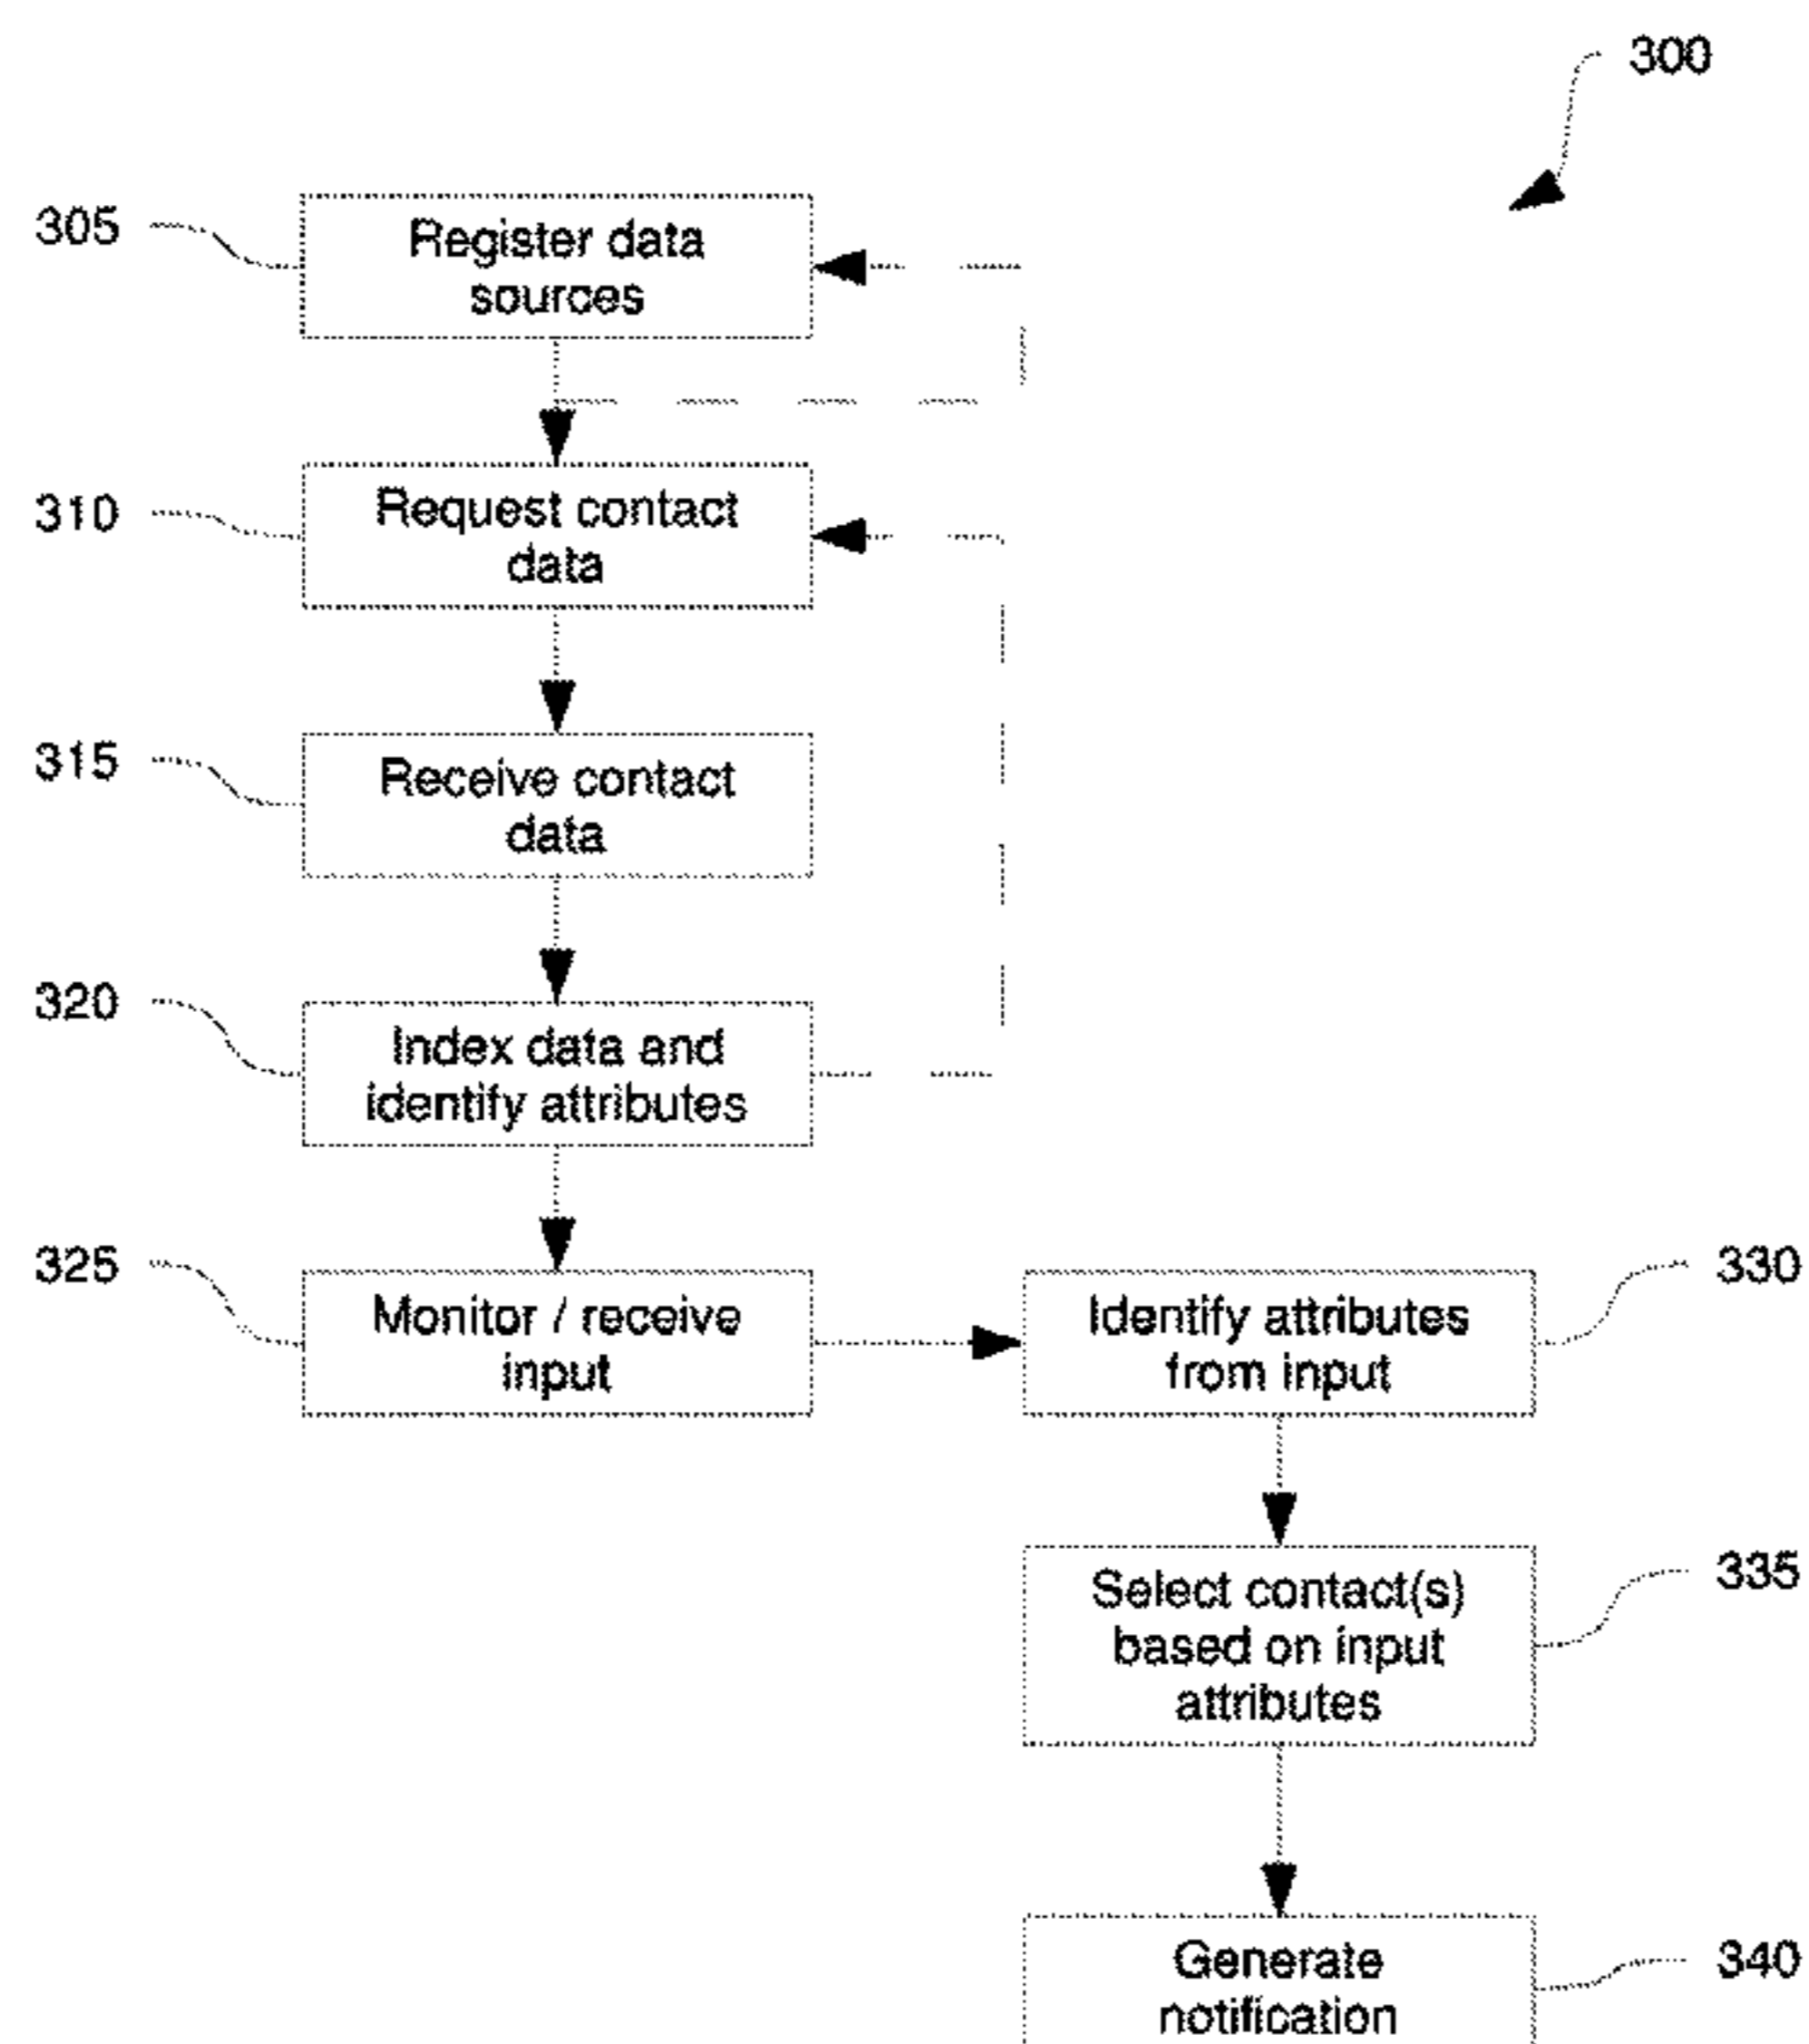 300
305
Register data
sources
310
Request contact
data
315
Receive contact
data
320
Index data and
identify attributes
325
Monitor / receive
input
330
Identify attributes
from input
335
Select contact(s)
based on input
attributes
340
Generate
notification